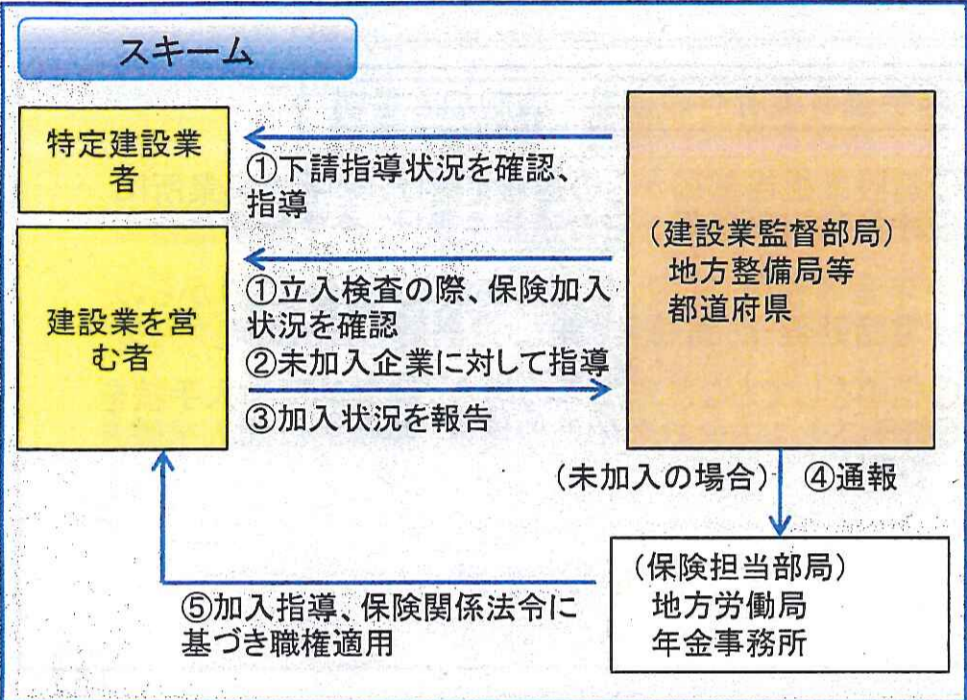 スキーム
特定建設業
者
①下請指導状況を確認、
指導
建設業を営
む者
①立入検査の際、保険加入
状況を確認
②未加入企業に対して指導
③加入状況を報告
（建設業監督部局）
地方整備局等
都道府県
（未加入の場合） ④通報
（保険担当部局）
地方労働局
年金事務所
⑤加入指導、保険関係法令に
基づき職権適用